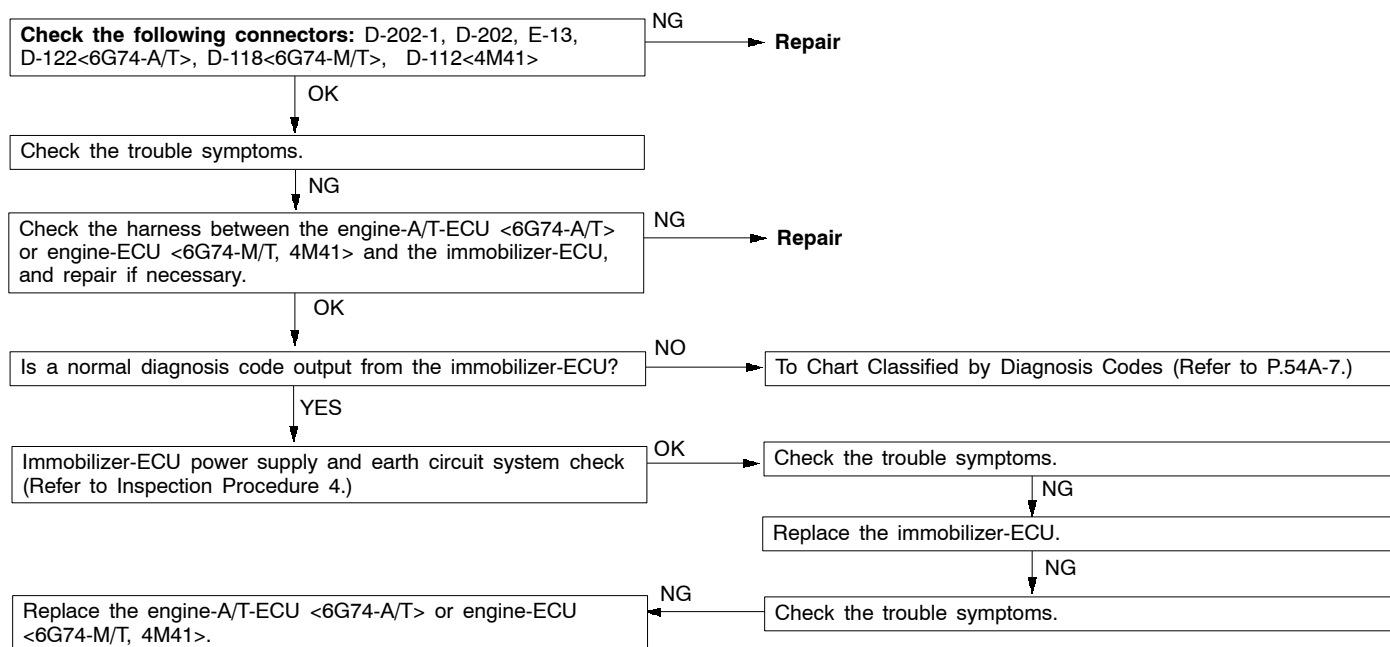 Check the following connectors: D-202-1, D-202, E-13,
D-122<6G74-A/T>, D-118<6G74-M/T>, D-112<4M41>
NG
Repair
OK
Check the trouble symptoms.
NG
Check the harness between the engine-A/T-ECU <6G74-A/T>
or engine-ECU <6G74-M/T, 4M41> and the immobilizer-ECU,
and repair if necessary.
NG
Repair
OK
Is a normal diagnosis code output from the immobilizer-ECU?
NO
To Chart Classified by Diagnosis Codes (Refer to P.54A-7.)
YES
Immobilizer-ECU power supply and earth circuit system check
(Refer to Inspection Procedure 4.)
OK
Check the trouble symptoms.
NG
Replace the immobilizer-ECU.
NG
Check the trouble symptoms.
NG
Replace the engine-A/T-ECU <6G74-A/T> or engine-ECU
<6G74-M/T, 4M41>.